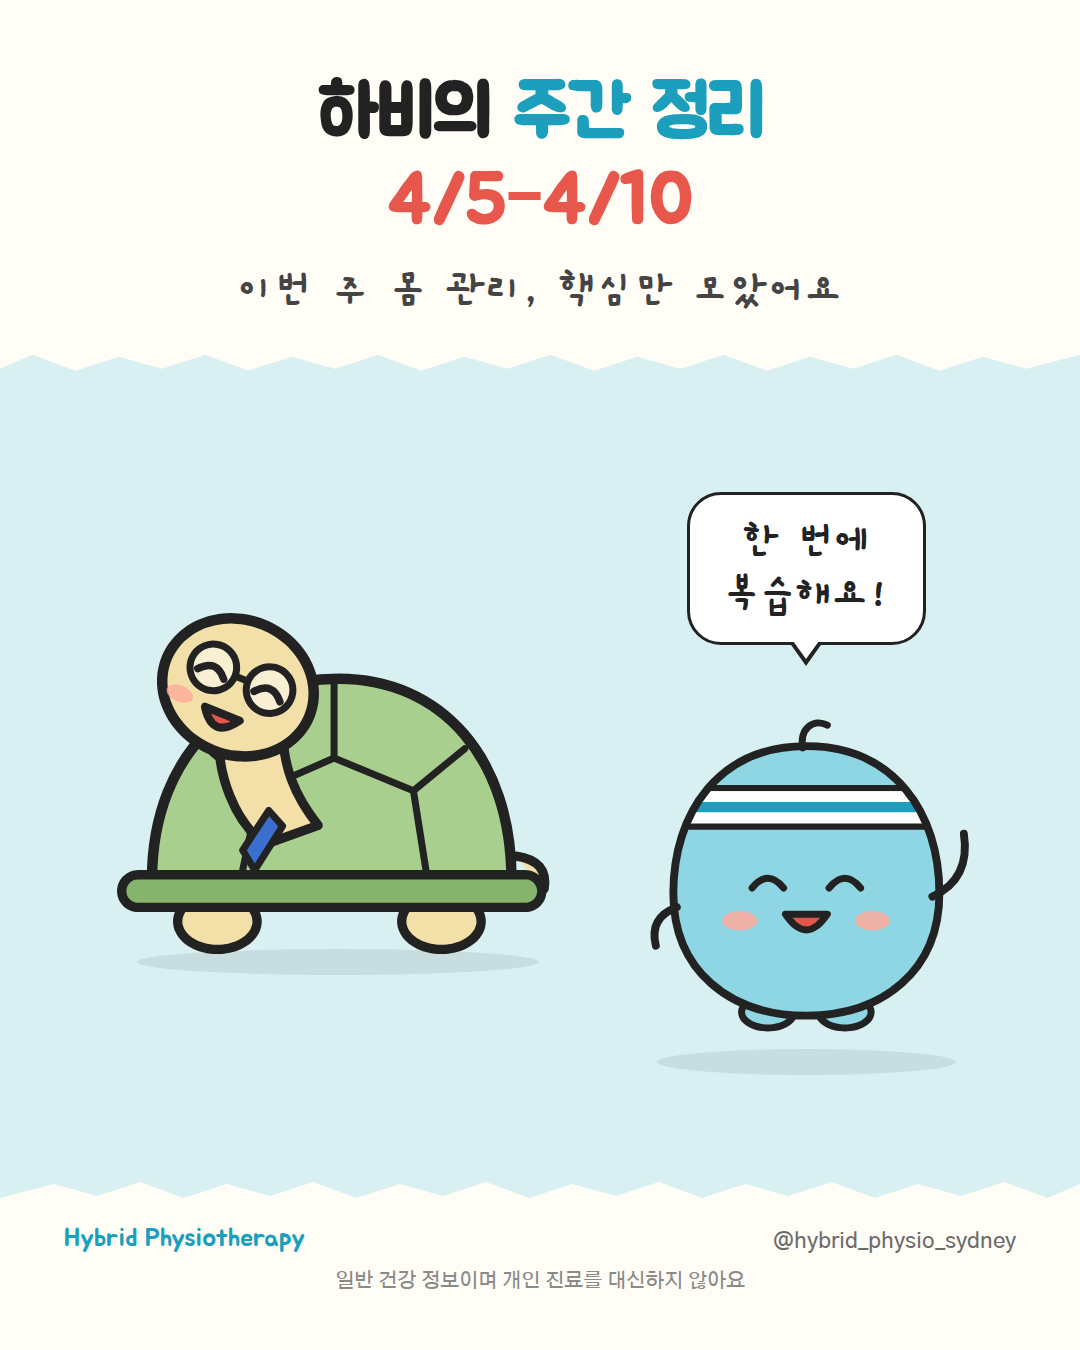 하비의 주간 정리
4/5–4/10
이번 주 몸 관리, 핵심만 모았어요
한 번에
복습해요!
Hybrid Physiotherapy
@hybrid_physio_sydney
일반 건강 정보이며 개인 진료를 대신하지 않아요